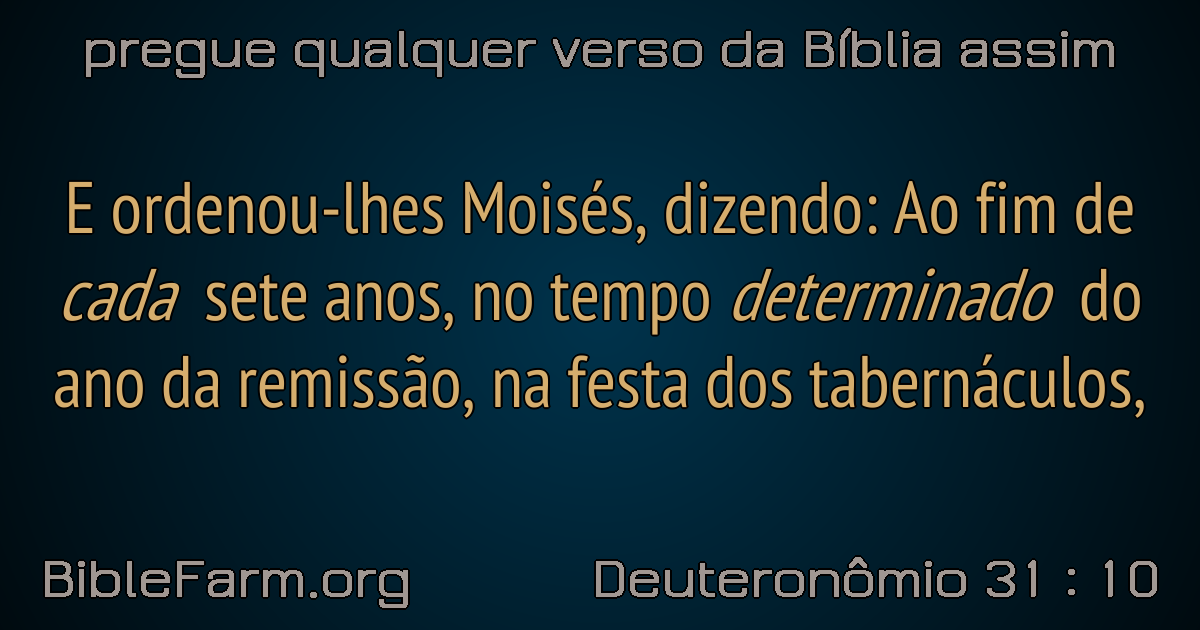 pregue qualquer verso da Bíblia assim
E ordenou-lhes Moisés, dizendo: Ao fim de
cada sete anos, no tempo determinado do
ano da remissão, na festa dos tabernáculos,
BibleFarm.org
Deuteronômio 31 : 10